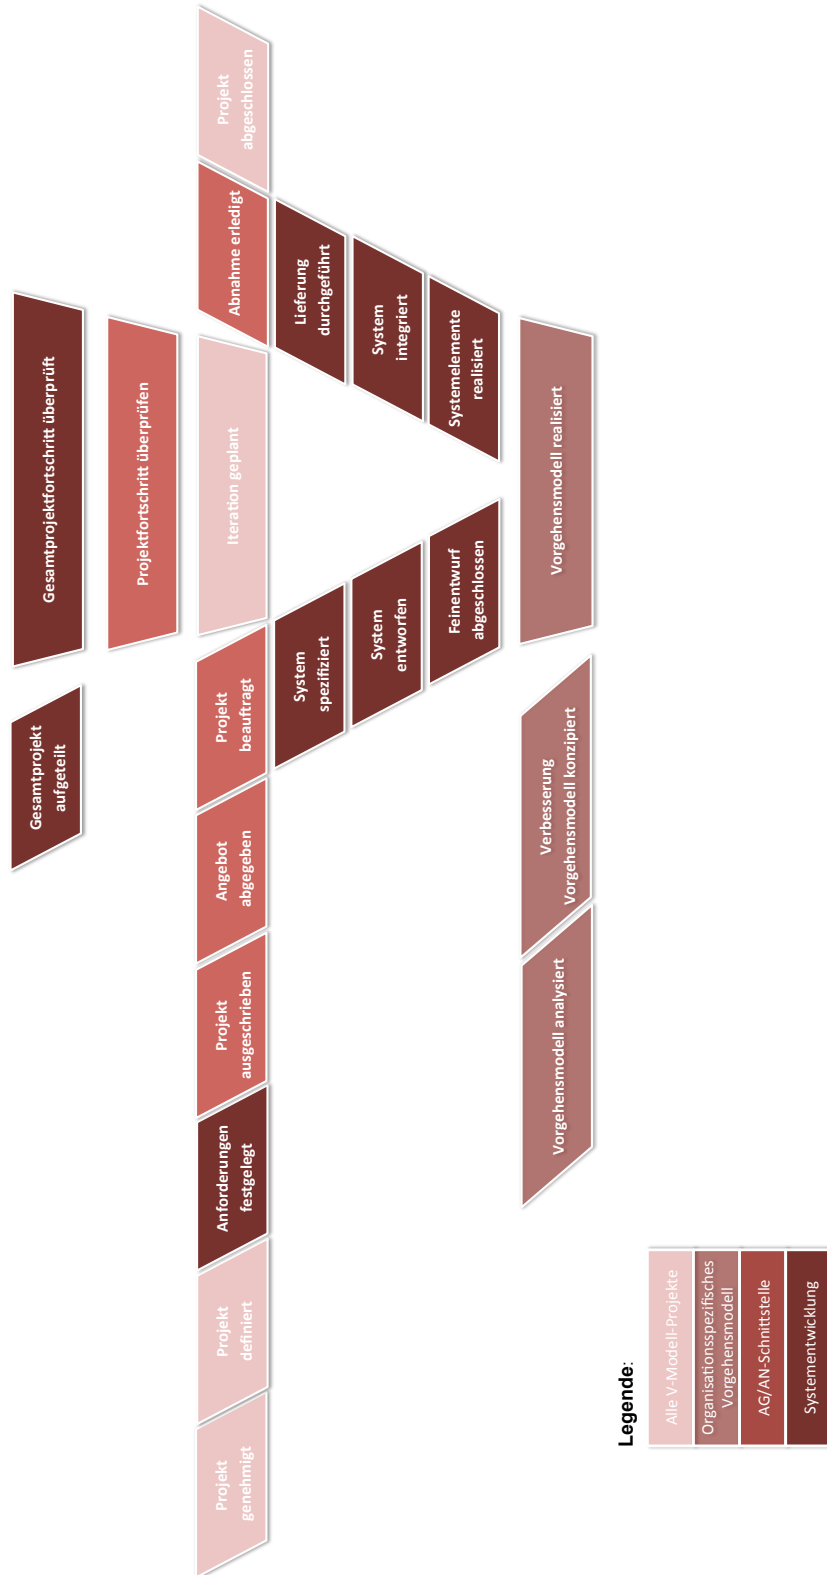 Gesamtprojekt
aufgeteilt
Gesamtprojektfortschritt überprüft
Projektfortschritt überprüfen
Projekt
genehmigt
Projekt
definiert
Anforderungen
festgelegt
Projekt
ausgeschrieben
Angebot
abgegeben
Projekt
beauftragt
Iteration geplant
Abnahme erledigt
Projekt
abgeschlossen
System
spezifiziert
Lieferung
durchgeführt
System
entworfen
System
integriert
Feinentwurf
abgeschlossen
Systemelemente
realisiert
Vorgehensmodell analysiert
Verbesserung
Vorgehensmodell konzipiert
Vorgehensmodell realisiert
Legende:
Alle V-Modell-Projekte
Organisationsspezifisches
Vorgehensmodell
AG/AN-Schnittstelle
Systementwicklung